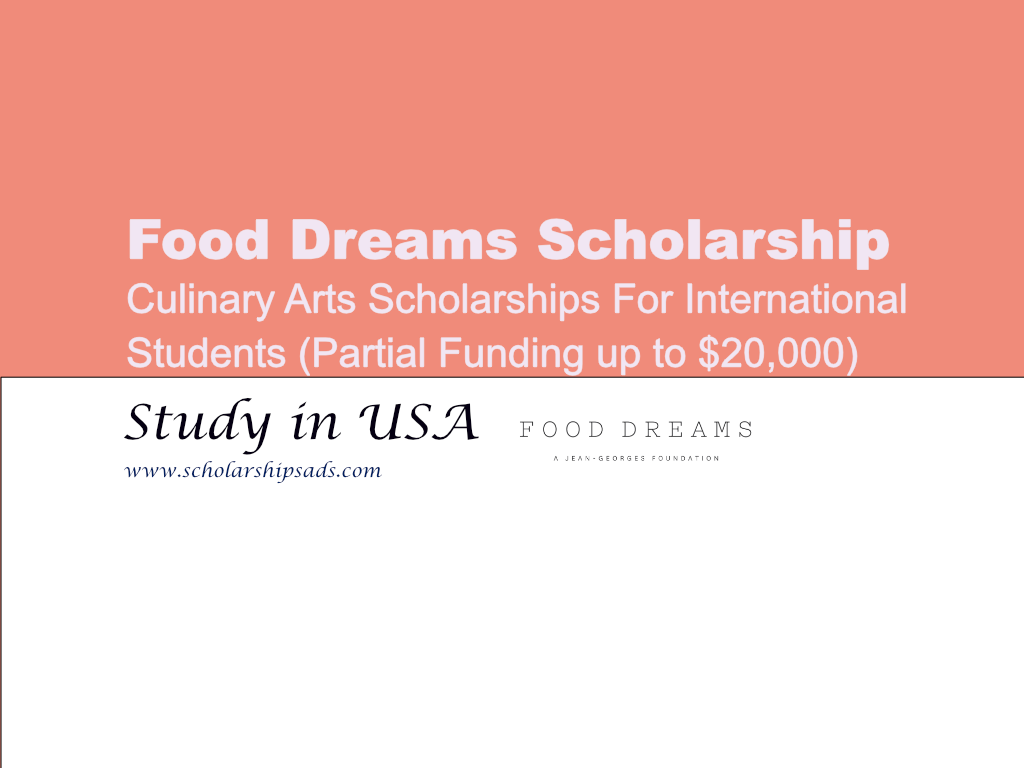 Food Dreams Scholarship
Culinary Arts Scholarships For International
Students (Partial Funding up to $20,000)
Study in USA
www.scholarshipsads.com
FOOD DREAMS
A JEAN-GEORGES FOUNDATION